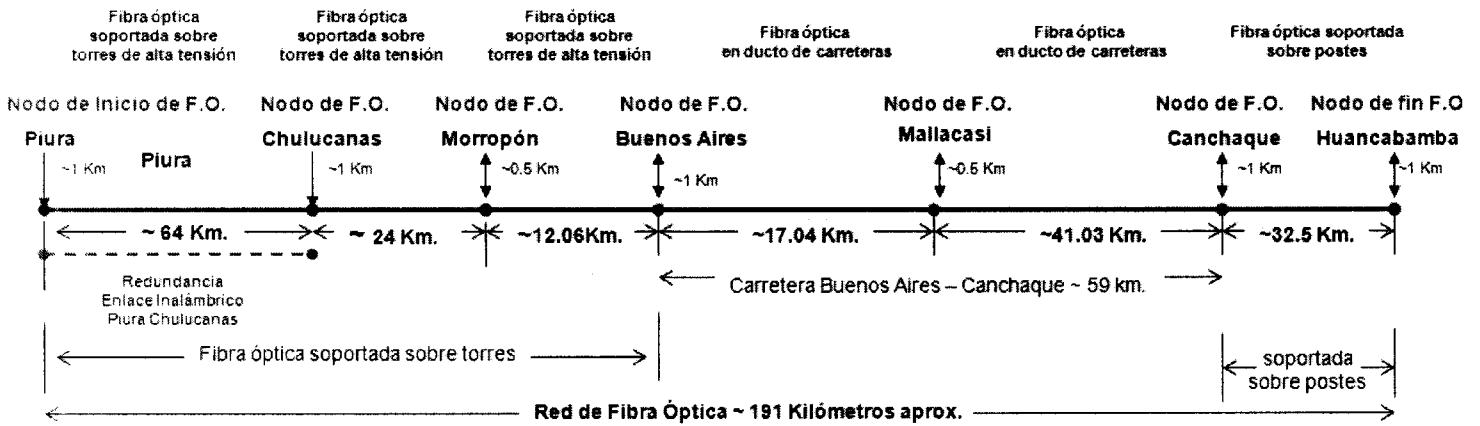 Fibra óptica
soportada sobre
torres de alta tensión
Fibra óptica
soportada sobre
torres de alta tensión
Fibra óptica
soportada sobre
torres de alta tensión
Fibra óptica
en ducto de carreteras
Fibra óptica
en ducto de carreteras
Fibra óptica soportada
sobre postes
Nodo de Inicio de F.O.
Piura
Nodo de F.O.
Chulucanas
Nodo de F.O.
Morropón
Nodo de F.O.
Buenos Aires
Nodo de F.O.
Mallacasi
Nodo de F.O.
Canchaque
Nodo de fin F.O
Huancabamba
~1 Km
Piura
~1 Km
~0.5 Km
~1 Km
~0.5 Km
~1 Km
~1 Km
~ 64 Km.
~ 24 Km.
~12.06Km.
~17.04 Km.
~41.03 Km.
~32.5 Km.
Redundancia
Enlace Inalámbrico
Piura Chulucanas
Carretera Buenos Aires – Canchaque ~ 59 km.
Fibra óptica soportada sobre torres
soportada
sobre postes
Red de Fibra Óptica ~ 191 Kilómetros aprox.